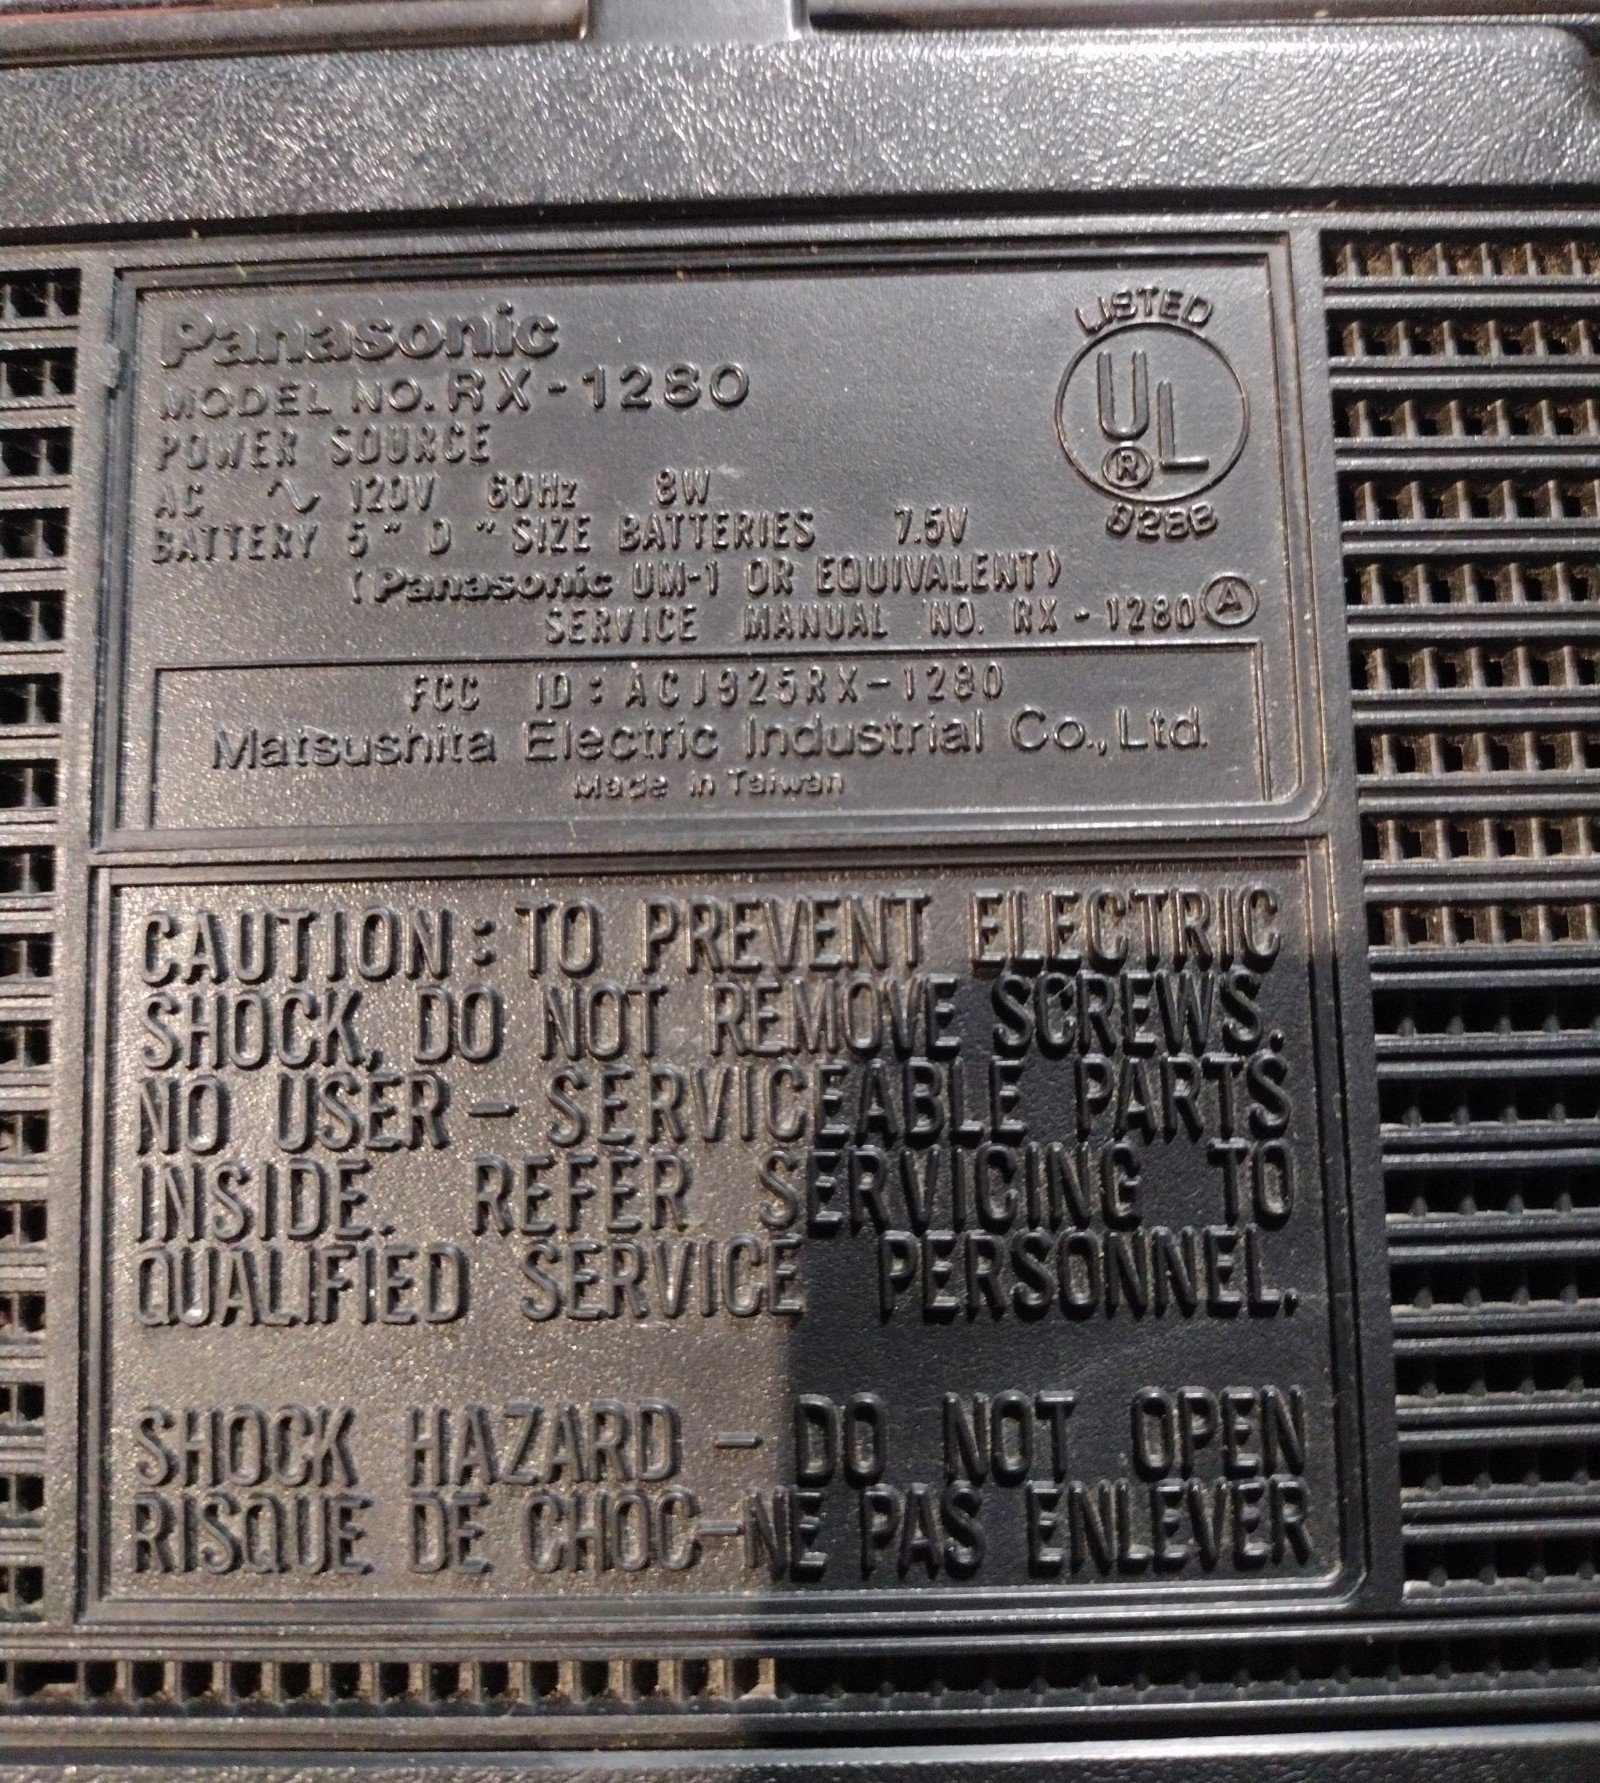 Panasonic
MODEL NO. RX-1280
POWER SOURCE
AC ∿ 120V 60Hz 8W
BATTERY 5 "D" SIZE BATTERIES 7.5V
(Panasonic UM-1 OR EQUIVALENT)
SERVICE MANUAL NO. RX-1280 Ⓐ
LISTED
UL
®
828B
FCC ID: ACJ925RX-1280
Matsushita Electric Industrial Co., Ltd.
Made in Taiwan
CAUTION: TO PREVENT ELECTRIC
SHOCK, DO NOT REMOVE SCREWS.
NO USER-SERVICEABLE PARTS
INSIDE. REFER SERVICING TO
QUALIFIED SERVICE PERSONNEL.
SHOCK HAZARD - DO NOT OPEN
RISQUE DE CHOC-NE PAS ENLEVER